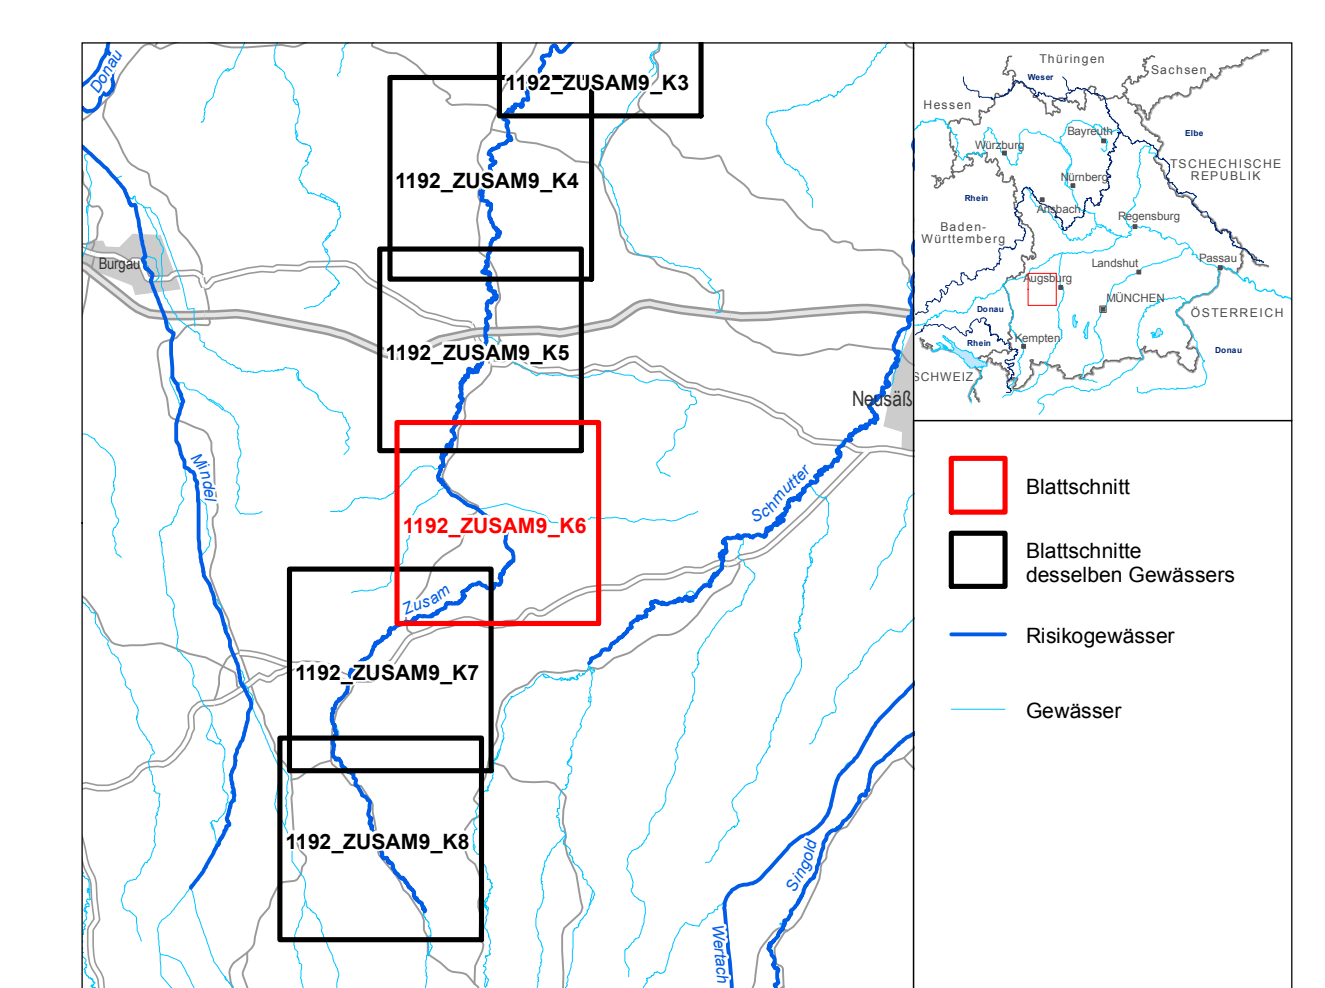 Donau
1192_ZUSAM9_K3
1192_ZUSAM9_K4
Burgau
1192_ZUSAM9_K5
Neusäß
Mindel
Schmutter
1192_ZUSAM9_K6
Zusam
1192_ZUSAM9_K7
1192_ZUSAM9_K8
Singold
Wertach
Thüringen
Sachsen
Weser
Hessen
Bayreuth
Elbe
Würzburg
TSCHECHISCHE
REPUBLIK
Nürnberg
Rhein
Ansbach
Regensburg
Baden-
Württemberg
Landshut
Passau
Augsburg
MÜNCHEN
Donau
ÖSTERREICH
Kempten
Rhein
Donau
SCHWEIZ
Blattschnitt
Blattschnitte
desselben Gewässers
Risikogewässer
Gewässer